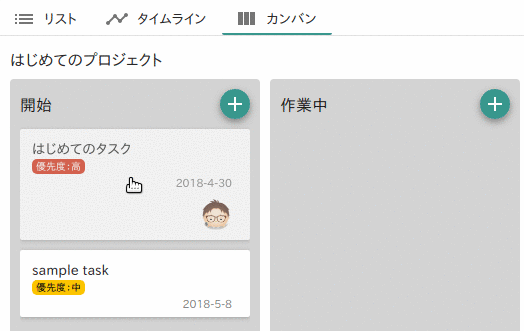 リスト
タイムライン
カンバン
はじめてのプロジェクト
開始
はじめてのタスク
優先度：高
2018-4-30
sample task
優先度：中
2018-5-8
作業中